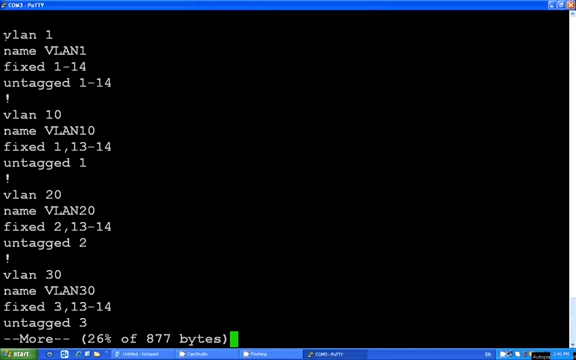 COM3 - PuTTY
vlan 1
name VLAN1
fixed 1-14
untagged 1-14
!
vlan 10
name VLAN10
fixed 1,13-14
untagged 1
!
vlan 20
name VLAN20
fixed 2,13-14
untagged 2
!
vlan 30
name VLAN30
fixed 3,13-14
untagged 3
--More-- (26% of 877 bytes)
start
Untitled - Notepad
CamStudio
Flashing
COM3 - PuTTY
EN